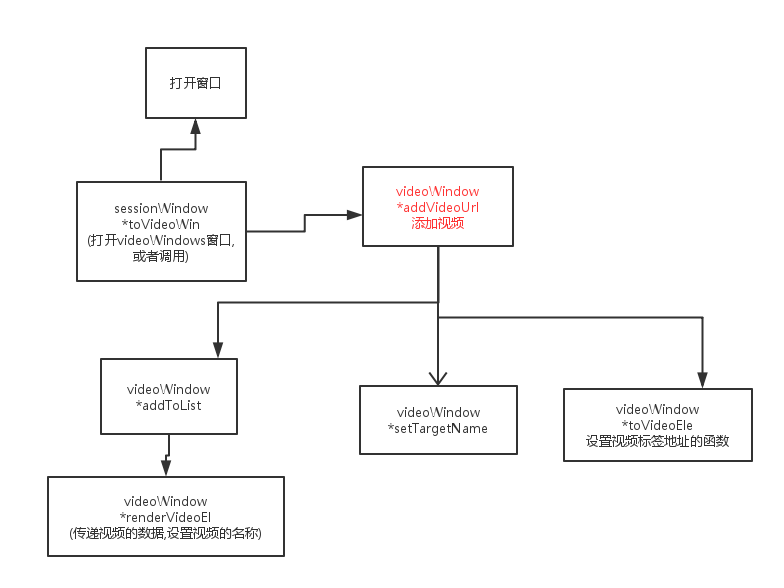 打开窗口
sessionWindow
*toVideoWin
(打开videoWindows窗口,
或者调用)
videoWindow
*addVideoUrl
添加视频
videoWindow
*addToList
videoWindow
*setTargetName
videoWindow
*toVideoEle
设置视频标签地址的函数
videoWindow
*renderVideoEl
(传递视频的数据,设置视频的名称)